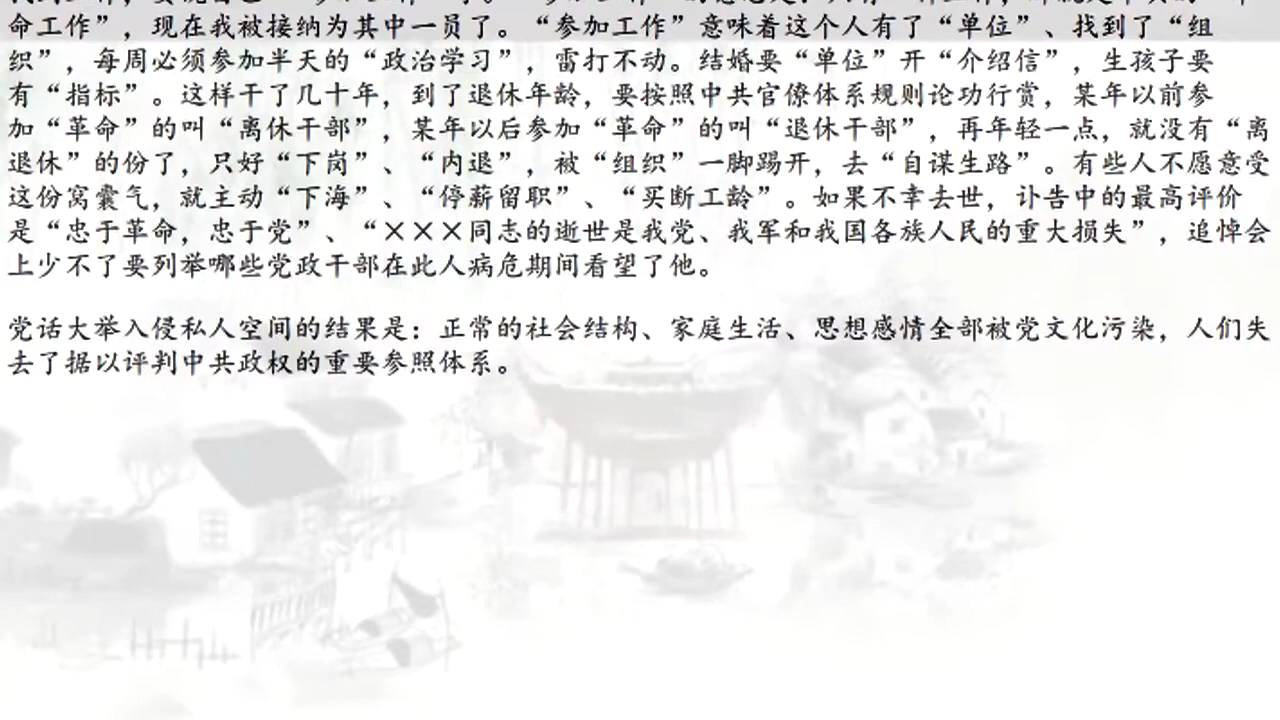 命工作”，现在我被接纳为其中一员了。“参加工作”意味着这个人有了“单位”、找到了“组
织”，每周必须参加半天的“政治学习”，雷打不动。结婚要“单位”开“介绍信”，生孩子要
有“指标”。这样干了几十年，到了退休年龄，要按照中共官僚体系规则论功行赏，某年以前参
加“革命”的叫“离休干部”，某年以后参加“革命”的叫“退休干部”，再年轻一点，就没有“离
退休”的份了，只好“下岗”、“内退”，被“组织”一脚踢开，去“自谋生路”。有些人不愿意受
这份窝囊气，就主动“下海”、“停薪留职”、“买断工龄”。如果不幸去世，讣告中的最高评价
是“忠于革命，忠于党”、“×××同志的逝世是我党、我军和我国各族人民的重大损失”，追悼会
上少不了要列举哪些党政干部在此人病危期间看望了他。
党话大举入侵私人空间的结果是：正常的社会结构、家庭生活、思想感情全部被党文化污染，人们失
去了据以评判中共政权的重要参照体系。